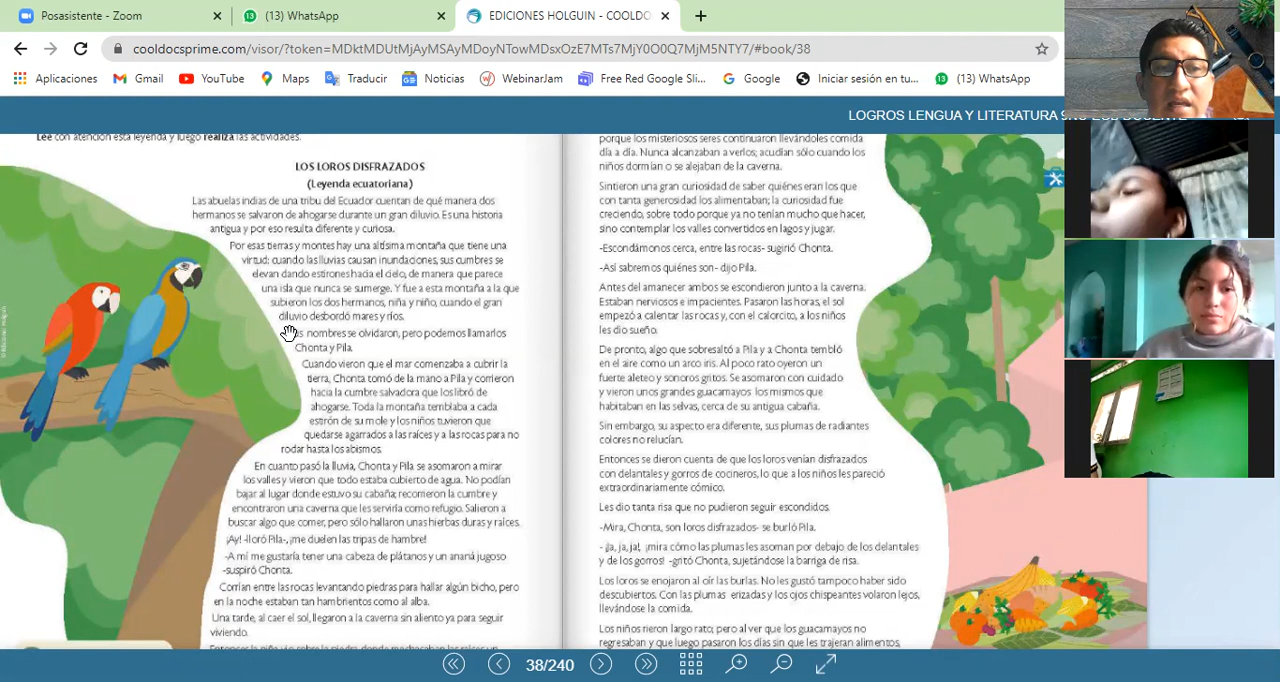 Posasistente - Zoom
(13) WhatsApp
EDICIONES HOLGUIN - COOLDO
cooldocsprime.com/visor/?token=MDktMDUtMjAyMSAyMDoyNTowMDsxOzE7MTs7MjY0O0Q7MjM5NTY7/#book/38
Aplicaciones
Gmail
YouTube
Maps
Traducir
Noticias
WebinarJam
Free Red Google Sli...
Google
Iniciar sesión en tu...
(13) WhatsApp
LOGROS LENGUA Y LITERATURA
Lee con atención esta leyenda y luego realiza las actividades.
LOS LOROS DISFRAZADOS
(Leyenda ecuatoriana)
Las abuelas indias de una tribu del Ecuador cuentan de qué manera dos
hermanos se salvaron de ahogarse durante un gran diluvio. Es una historia
antigua y por eso resulta diferente y curiosa.
Por esas tierras y montes hay una altísima montaña que tiene una
virtud: cuando las lluvias causan inundaciones, sus cumbres se
elevan dando estirones hacia el cielo, de manera que parece
una isla que nunca se sumerge. Y fue a esta montaña a la que
subieron los dos hermanos, niña y niño, cuando el gran
diluvio desbordó mares y ríos.
nombres se olvidaron, pero podemos llamarlos
Chonta y Pila.
Cuando vieron que el mar comenzaba a cubrir la
tierra, Chonta tomó de la mano a Pila y corrieron
hacia la cumbre salvadora que los libró de
ahogarse. Toda la montaña temblaba a cada
estirón de su mole y los niños tuvieron que
quedarse agarrados a las raíces y a las rocas para no
rodar hasta los abismos.
En cuanto pasó la lluvia, Chonta y Pila se asomaron a mirar
los valles y vieron que todo estaba cubierto de agua. No podían
bajar al lugar donde estuvo su cabaña; recorrieron la cumbre y
encontraron una caverna que les serviría como refugio. Salieron a
buscar algo que comer, pero sólo hallaron unas hierbas duras y raíces.
¡Ay! -lloró Pila-, ¡me duelen las tripas de hambre!
-A mí me gustaría tener una cabeza de plátanos y un ananá jugoso
-suspiró Chonta.
Corrían entre las rocas levantando piedras para hallar algún bicho, pero
en la noche estaban tan hambrientos como al alba.
Una tarde, al caer el sol, llegaron a la caverna sin aliento ya para seguir
viviendo.
Entonces la niña vio sobre la piedra, donde machacaban las raíces un
porque los misteriosos seres continuaron llevándoles comida
día a día. Nunca alcanzaban a verlos; acudían sólo cuando los
niños dormían o se alejaban de la caverna.
Sintieron una gran curiosidad de saber quiénes eran los que
con tanta generosidad los alimentaban; la curiosidad fue
creciendo, sobre todo porque ya no tenían mucho que hacer,
sino contemplar los valles convertidos en lagos y jugar.
-Escondámonos cerca, entre las rocas- sugirió Chonta.
-Así sabremos quiénes son- dijo Pila.
Antes del amanecer ambos se escondieron junto a la caverna.
Estaban nerviosos e impacientes. Pasaron las horas, el sol
empezó a calentar las rocas y, con el calorcito, a los niños
les dio sueño.
De pronto, algo que sobresaltó a Pila y a Chonta tembló
en el aire como un arco iris. Al poco rato oyeron un
fuerte aleteo y sonoros gritos. Se asomaron con cuidado
y vieron unos grandes guacamayos los mismos que
habitaban en las selvas, cerca de su antigua cabaña.
Sin embargo, su aspecto era diferente, sus plumas de radiantes
colores no relucían.
Entonces se dieron cuenta de que los loros venían disfrazados
con delantales y gorros de cocineros, lo que a los niños les pareció
extraordinariamente cómico.
Les dio tanta risa que no pudieron seguir escondidos.
-Mira, Chonta, son loros disfrazados- se burló Pila.
- ¡Ja, ja, ja!, ¡mira cómo las plumas les asoman por debajo de los delantales
y de los gorros! -gritó Chonta, sujetándose la barriga de risa.
Los loros se enojaron al oír las burlas. No les gustó tampoco haber sido
descubiertos. Con las plumas erizadas y los ojos chispeantes volaron lejos,
llevándose la comida.
Los niños rieron largo rato; pero al ver que los guacamayos no
regresaban y que luego pasaron los días sin que les trajeran alimentos,
38/240